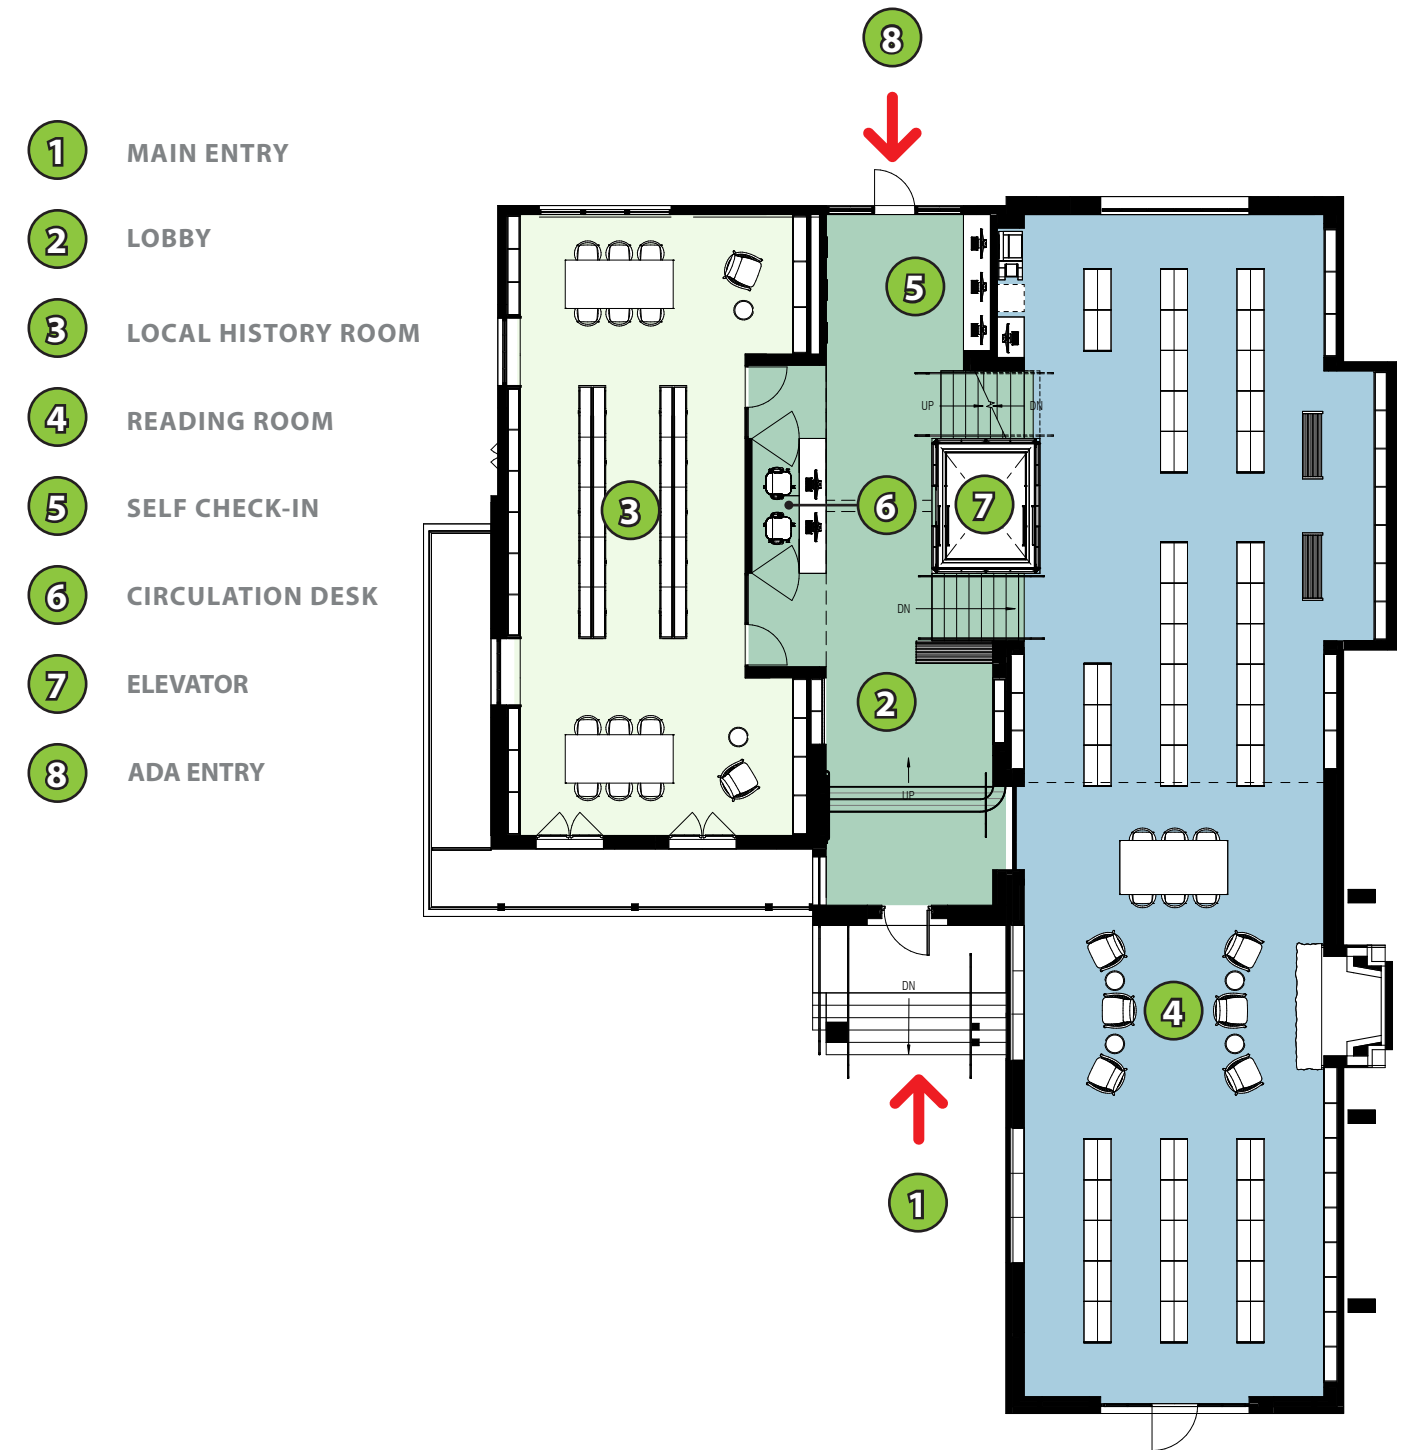 8
1 MAIN ENTRY
2 LOBBY
3 LOCAL HISTORY ROOM
4 READING ROOM
5 SELF CHECK-IN
6 CIRCULATION DESK
7 ELEVATOR
8 ADA ENTRY
5
UP
DN
3
6
7
DN
2
UP
DN
4
1